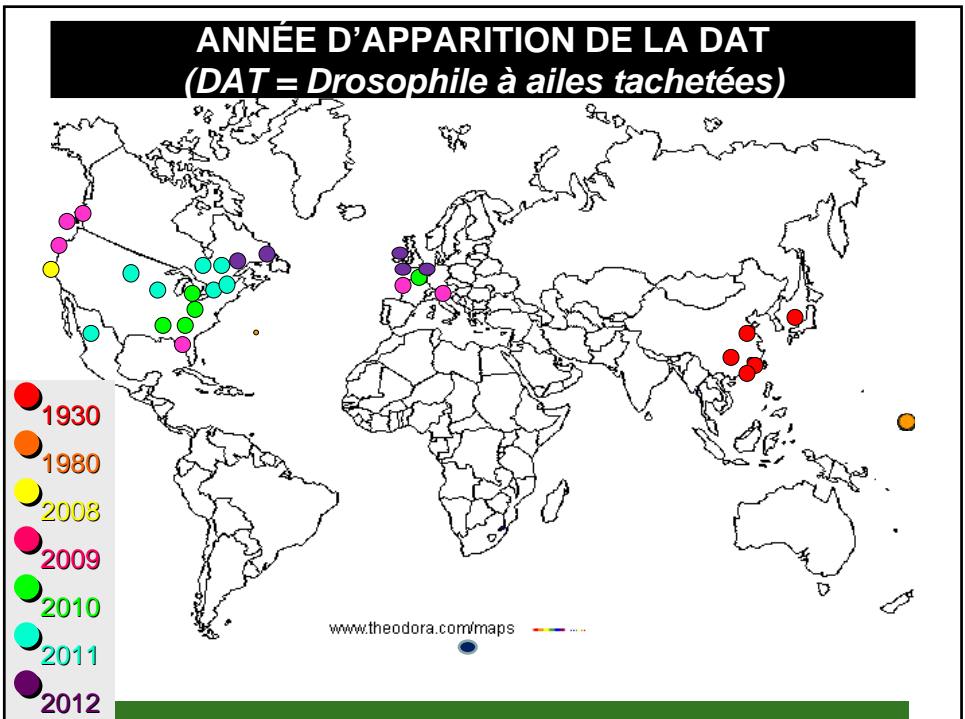 ANNÉE D'APPARITION DE LA DAT
(DAT = Drosophile à ailes tachetées)
1930
1980
2008
2009
2010
2011
2012
www.theodora.com/maps